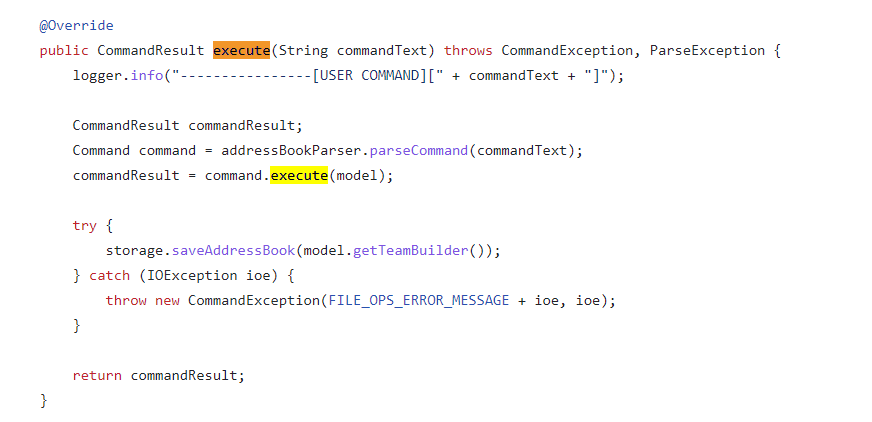 @Override
public CommandResult execute(String commandText) throws CommandException, ParseException {
    logger.info("----------------[USER COMMAND][" + commandText + "]");
    CommandResult commandResult;
    Command command = addressBookParser.parseCommand(commandText);
    commandResult = command.execute(model);
    try {
        storage.saveAddressBook(model.getTeamBuilder());
    } catch (IOException ioe) {
        throw new CommandException(FILE_OPS_ERROR_MESSAGE + ioe, ioe);
    }
    return commandResult;
}